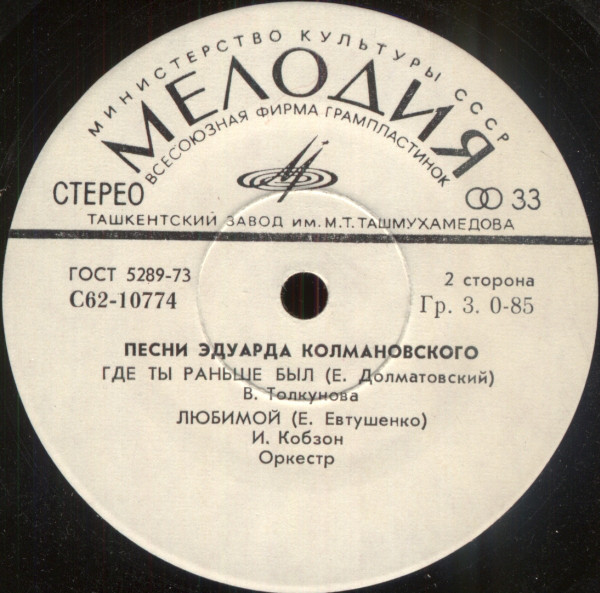 МИНИСТЕРСТВО КУЛЬТУРЫ СССР
МЕЛОДИЯ
ВСЕСОЮЗНАЯ ФИРМА ГРАМПЛАСТИНОК
СТЕРЕО
33
ТАШКЕНТСКИЙ ЗАВОД ИМ. М.Т. ТАШМУХАМЕДОВА
ГОСТ 5289-73
2 сторона
С62-10774
Гр. 3. 0-85
ПЕСНИ ЭДУАРДА КОЛМАНОВСКОГО
ГДЕ ТЫ РАНЬШЕ БЫЛ (Е. Долматовский)
В. Толкунова
ЛЮБИМОЙ (Е. Евтушенко)
И. Кобзон
Оркестр